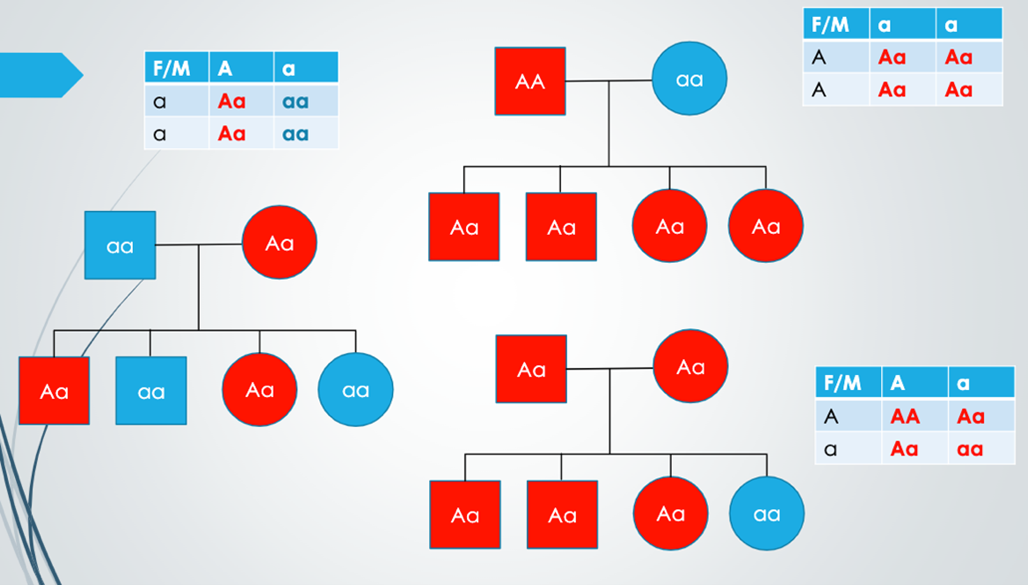 F/M A a
a Aa aa
a Aa aa
aa Aa
Aa aa Aa aa
AA aa
Aa Aa Aa Aa
F/M a a
A Aa Aa
A Aa Aa
Aa Aa
Aa Aa Aa aa
F/M A a
A AA Aa
a Aa aa